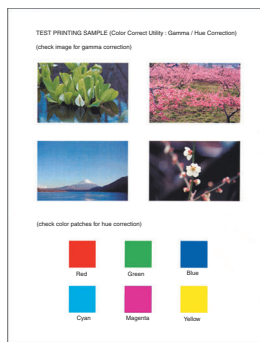 TEST PRINTING SAMPLE (Color Correct Utility : Gamma / Hue Correction)
(check image for gamma correction)
(check color patches for hue correction)
Red Green Blue
Cyan Magenta Yellow